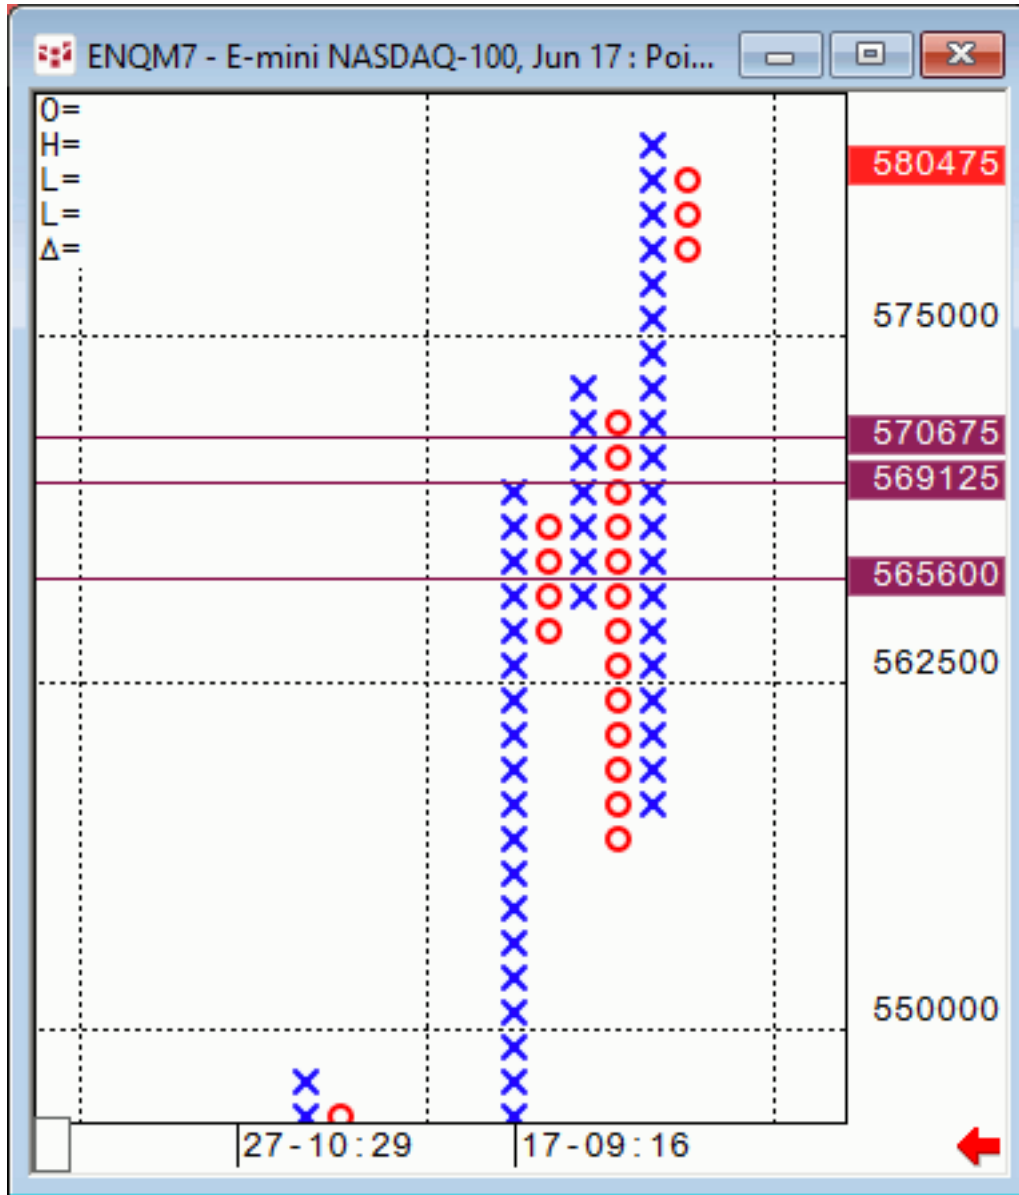 ENQM7 - E-mini NASDAQ-100, Jun 17 : Poi...
O=
H=
L=
L=
Δ=
580475
575000
570675
569125
565600
562500
550000
27-10:29
17-09:16